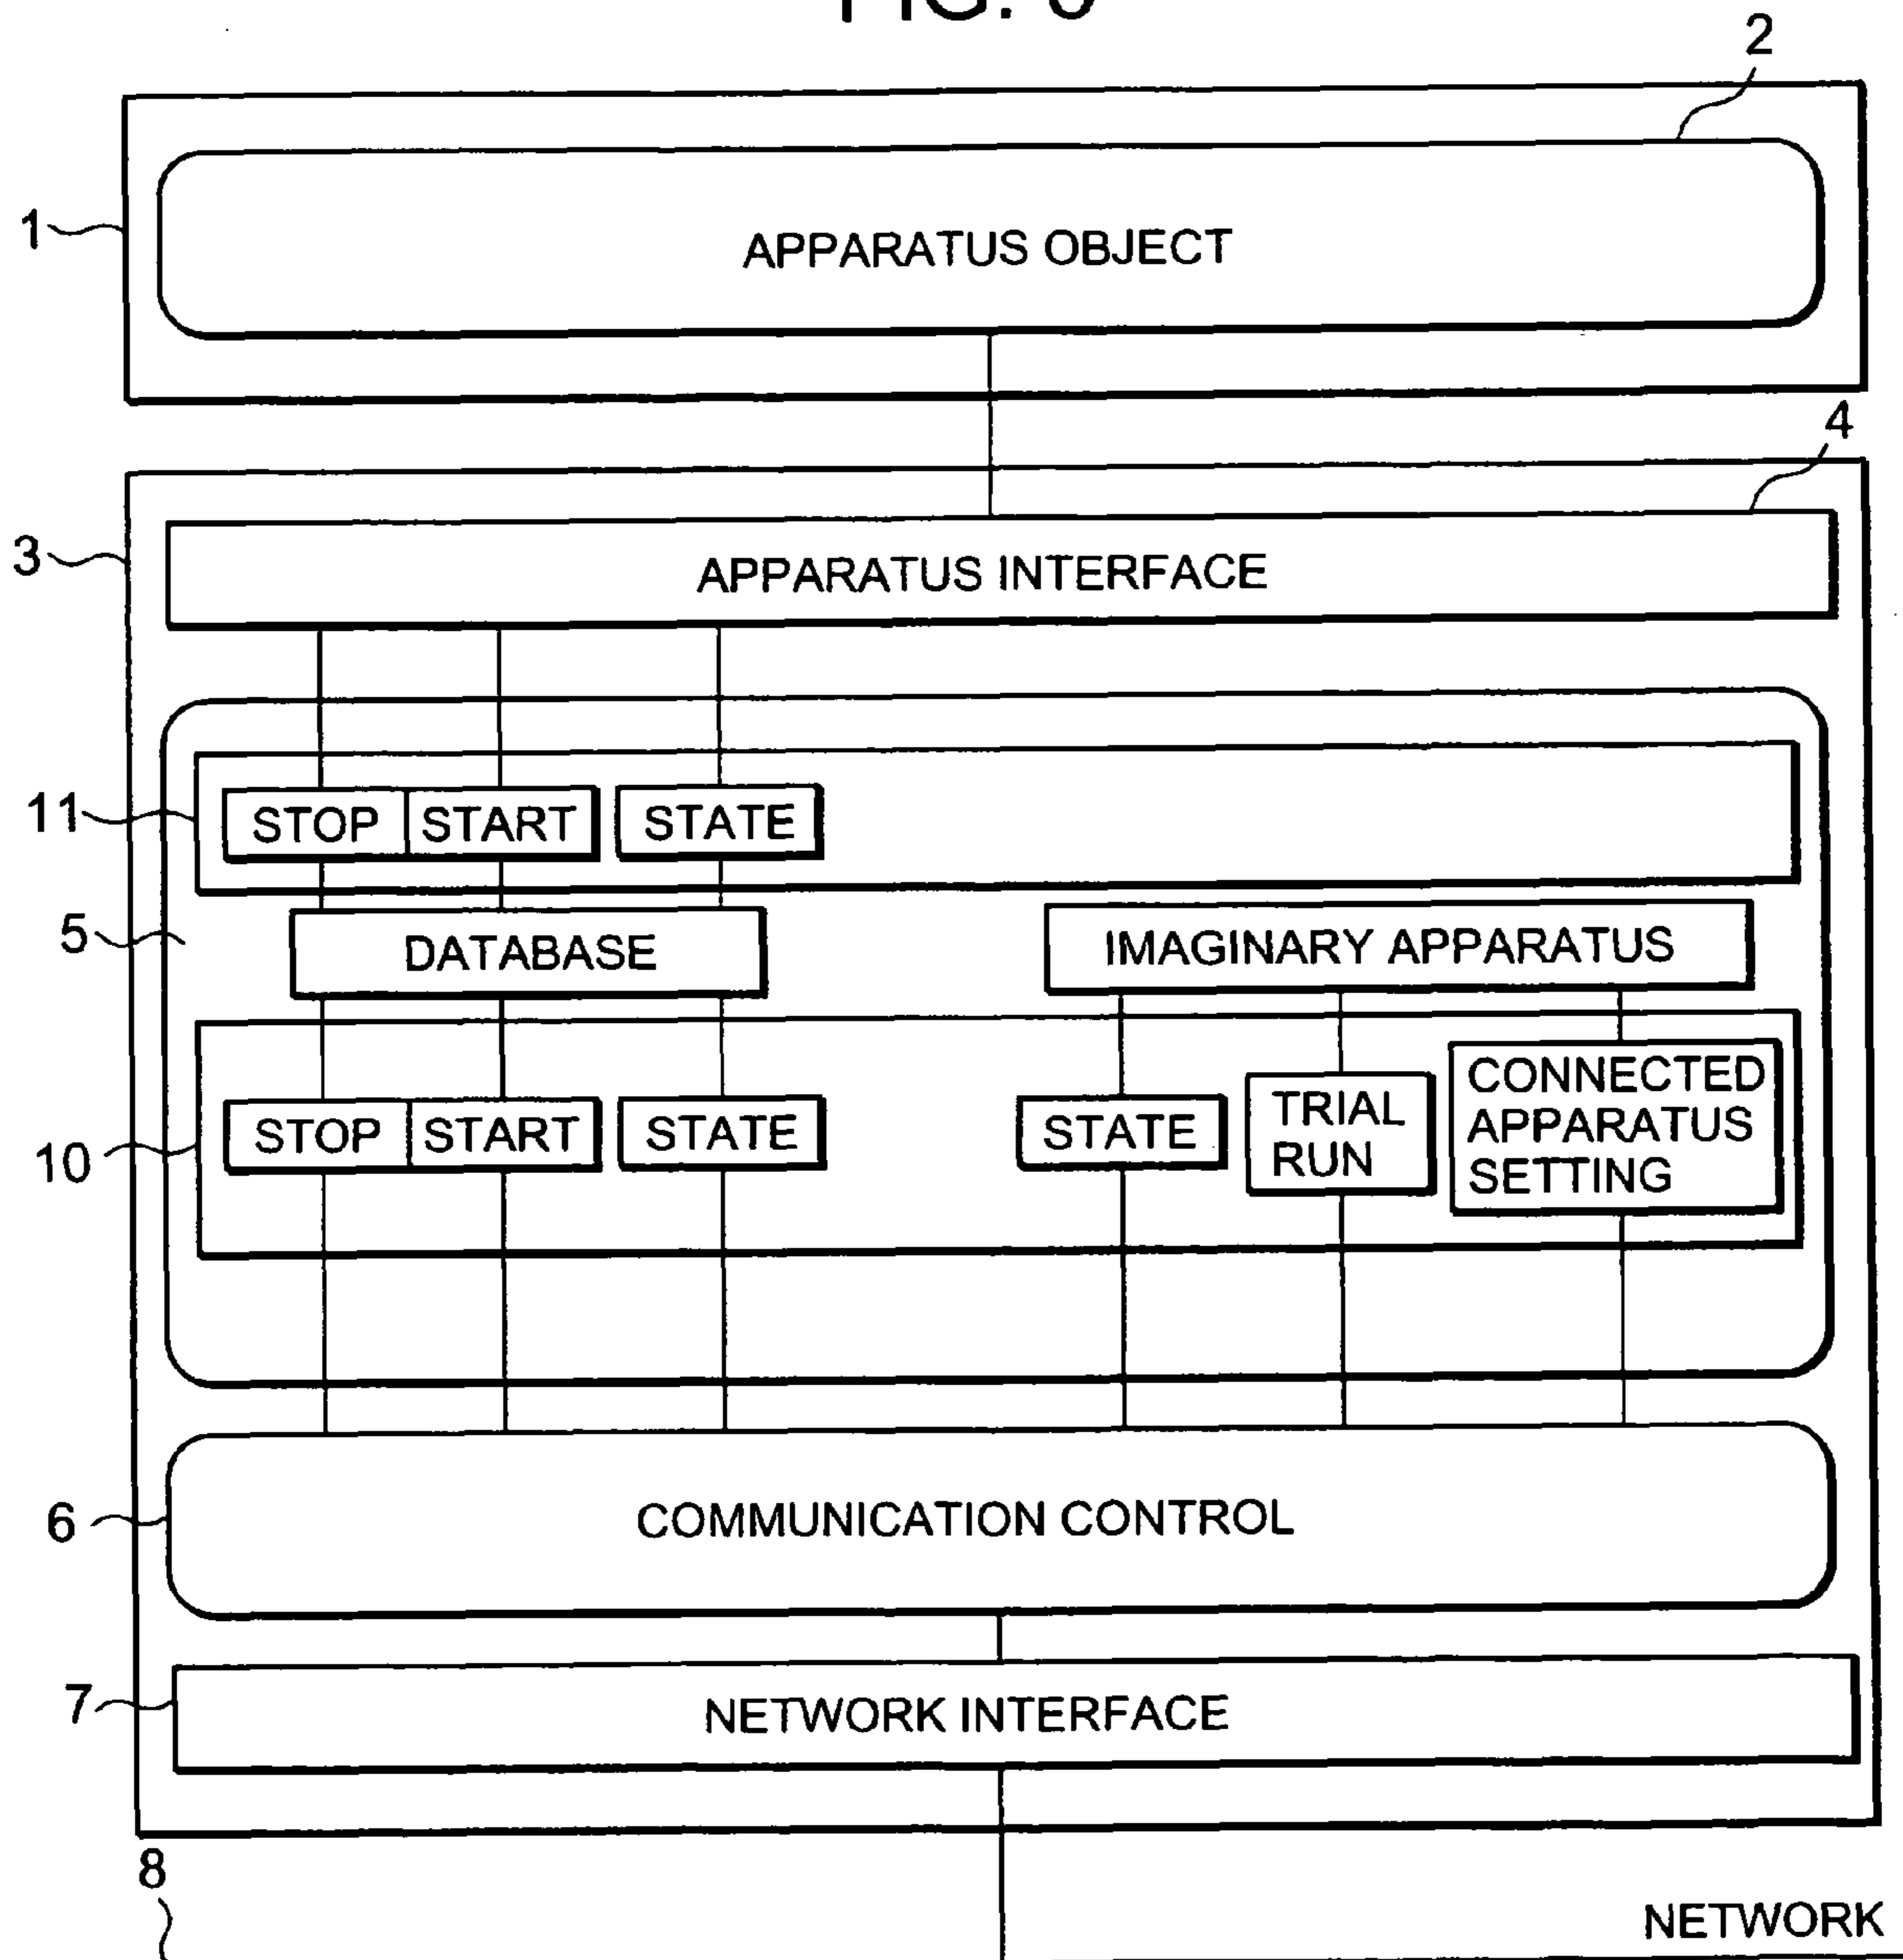 2
1
APPARATUS OBJECT
4
3
APPARATUS INTERFACE
11
STOP
START
STATE
5
DATABASE
IMAGINARY APPARATUS
10
STOP
START
STATE
STATE
TRIAL
RUN
CONNECTED
APPARATUS
SETTING
6
COMMUNICATION CONTROL
7
NETWORK INTERFACE
8
NETWORK